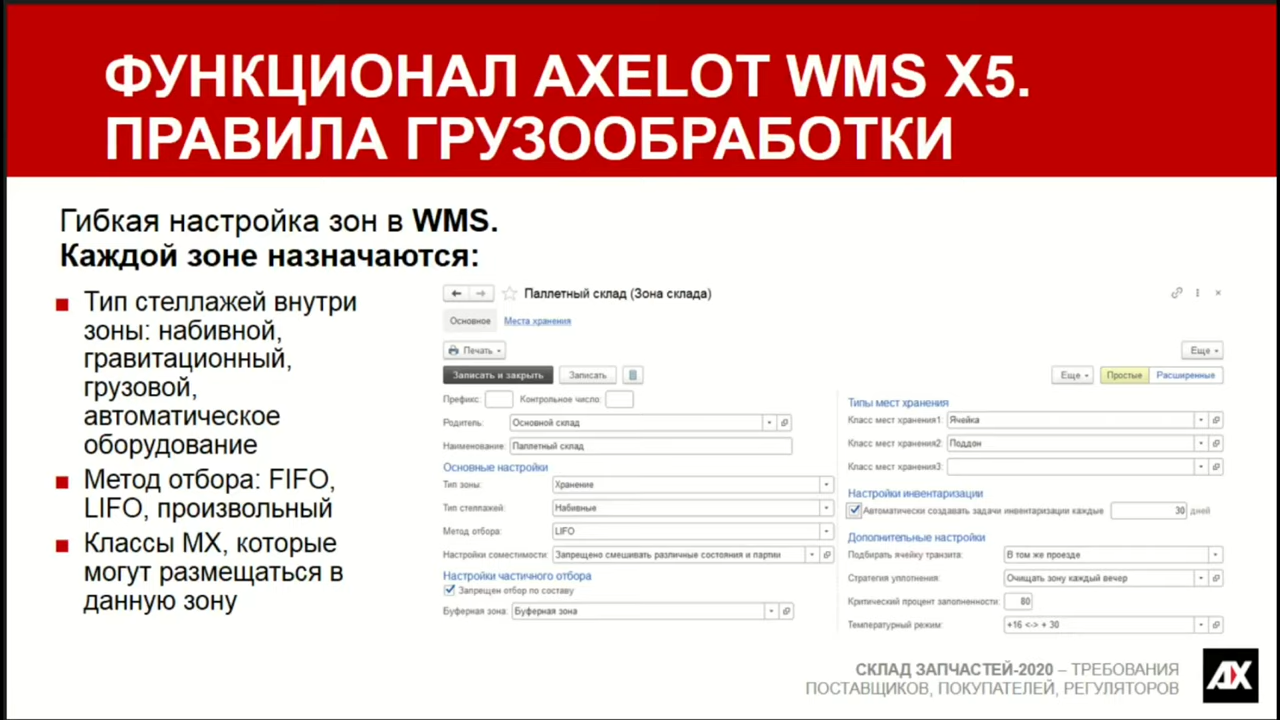 ФУНКЦИОНАЛ AXELOT WMS X5.
ПРАВИЛА ГРУЗООБРАБОТКИ
Гибкая настройка зон в WMS.
Каждой зоне назначаются:
Тип стеллажей внутри
зоны: набивной,
гравитационный,
грузовой,
автоматическое
оборудование
Метод отбора: FIFO,
LIFO, произвольный
Классы МХ, которые
могут размещаться в
данную зону
Паллетный склад (Зона склада)
Основное Места хранения
Печать
Еще
Записать и закрыть Записать
Еще Простые Расширенные
Префикс: Контрольное число:
Родитель: Основной склад
Наименование: Паллетный склад
Основные настройки
Тип зоны: Хранение
Тип стеллажей: Набивные
Метод отбора: LIFO
Настройки совместимости: Запрещено смешивать различные состояния и партии
Настройки частичного отбора
Запрещен отбор по составу
Буферная зона: Буферная зона
Типы мест хранения
Класс мест хранения1: Ячейка
Класс мест хранения2: Поддон
Класс мест хранения3:
Настройки инвентаризации
Автоматически создавать задачи инвентаризации каждые 30 дней
Дополнительные настройки
Подбирать ячейку транзита: В том же проезде
Стратегия уплотнения: Очищать зону каждый вечер
Критический процент заполненности: 80
Температурный режим: +16 <-> + 30
СКЛАД ЗАПЧАСТЕЙ-2020 – ТРЕБОВАНИЯ
ПОСТАВЩИКОВ, ПОКУПАТЕЛЕЙ, РЕГУЛЯТОРОВ
AX